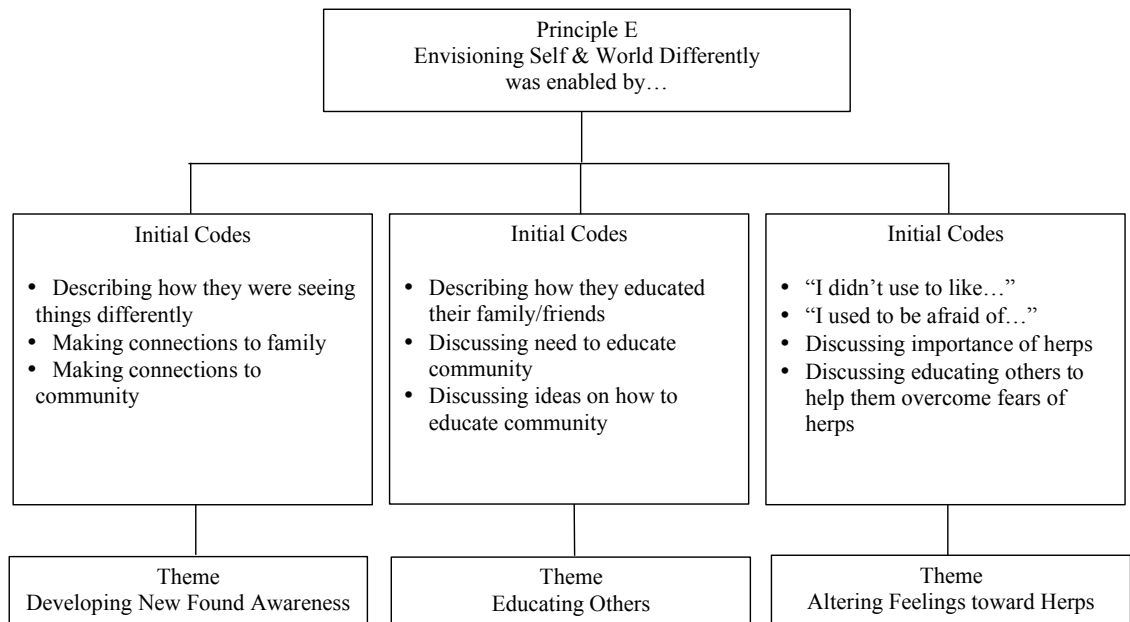 Principle E
Envisioning Self & World Differently
was enabled by…
Initial Codes
• Describing how they were seeing
things differently
• Making connections to family
• Making connections to
community
Initial Codes
• Describing how they educated
their family/friends
• Discussing need to educate
community
• Discussing ideas on how to
educate community
Initial Codes
• “I didn’t use to like…”
• “I used to be afraid of…”
• Discussing importance of herps
• Discussing educating others to
help them overcome fears of
herps
Theme
Developing New Found Awareness
Theme
Educating Others
Theme
Altering Feelings toward Herps